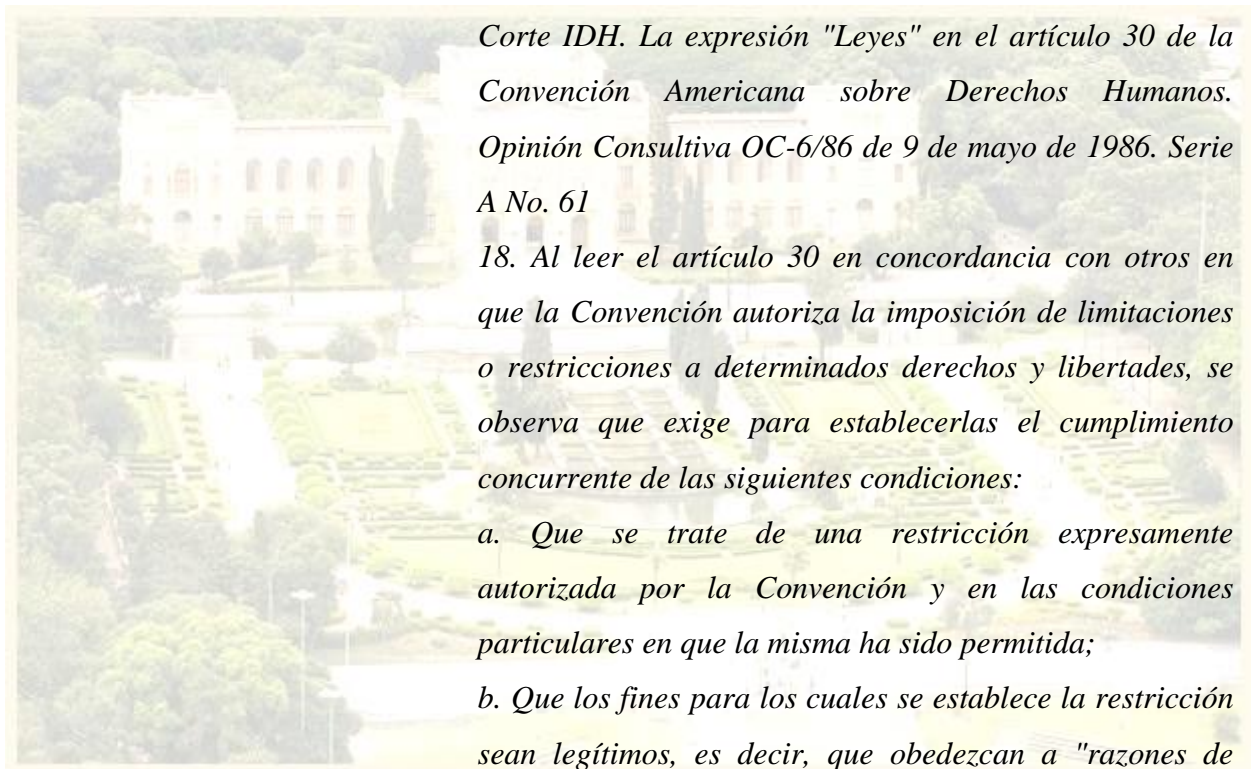 Corte IDH. La expresión "Leyes" en el artículo 30 de la
Convención Americana sobre Derechos Humanos.
Opinión Consultiva OC-6/86 de 9 de mayo de 1986. Serie
A No. 61
18. Al leer el artículo 30 en concordancia con otros en
que la Convención autoriza la imposición de limitaciones
o restricciones a determinados derechos y libertades, se
observa que exige para establecerlas el cumplimiento
concurrente de las siguientes condiciones:
a. Que se trate de una restricción expresamente
autorizada por la Convención y en las condiciones
particulares en que la misma ha sido permitida;
b. Que los fines para los cuales se establece la restricción
sean legítimos, es decir, que obedezcan a "razones de